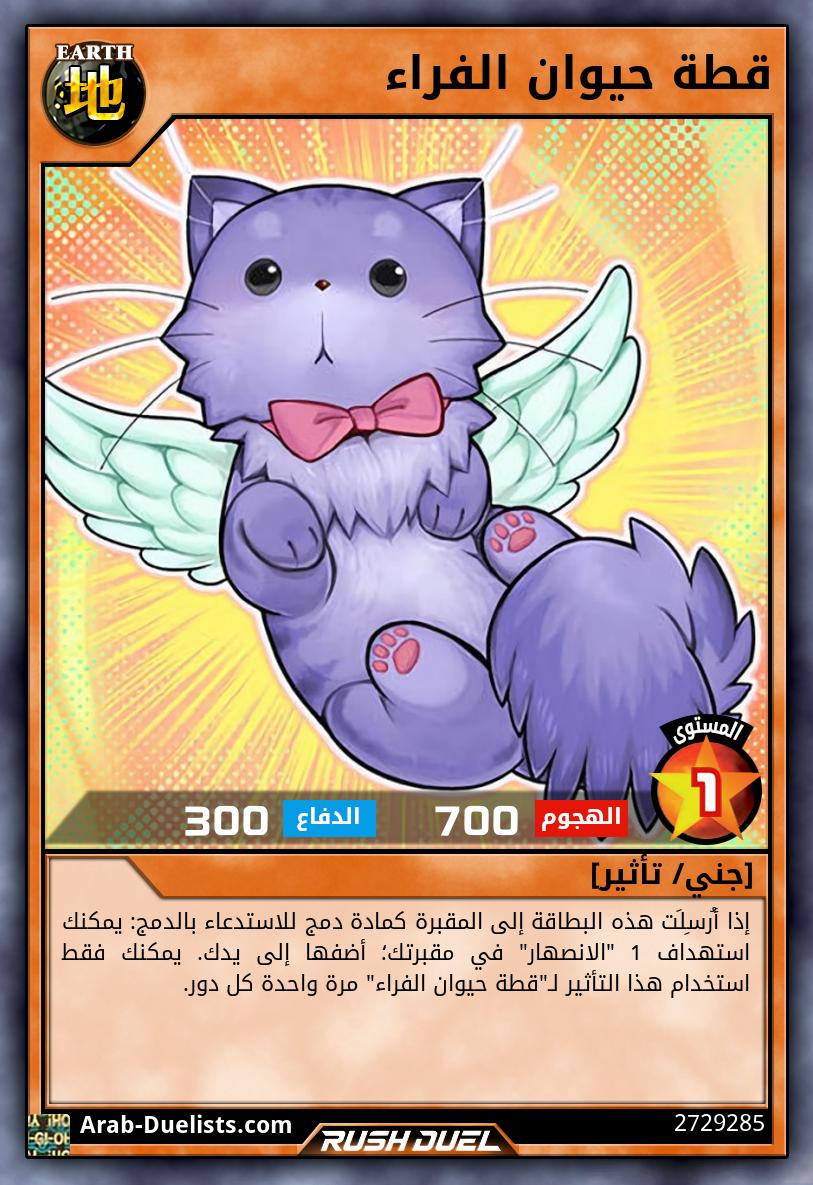 EARTH
地
قطة حيوان الفراء
المستوى
1
الهجوم 700 الدفاع 300
[جني/ تأثير]
إذا أُرسِلَت هذه البطاقة إلى المقبرة كمادة دمج للاستدعاء بالدمج: يمكنك
استهداف 1 "الانصهار" في مقبرتك؛ أضفها إلى يدك. يمكنك فقط
استخدام هذا التأثير لـ"قطة حيوان الفراء" مرة واحدة كل دور.
Arab-Duelists.com
RUSH DUEL
2729285